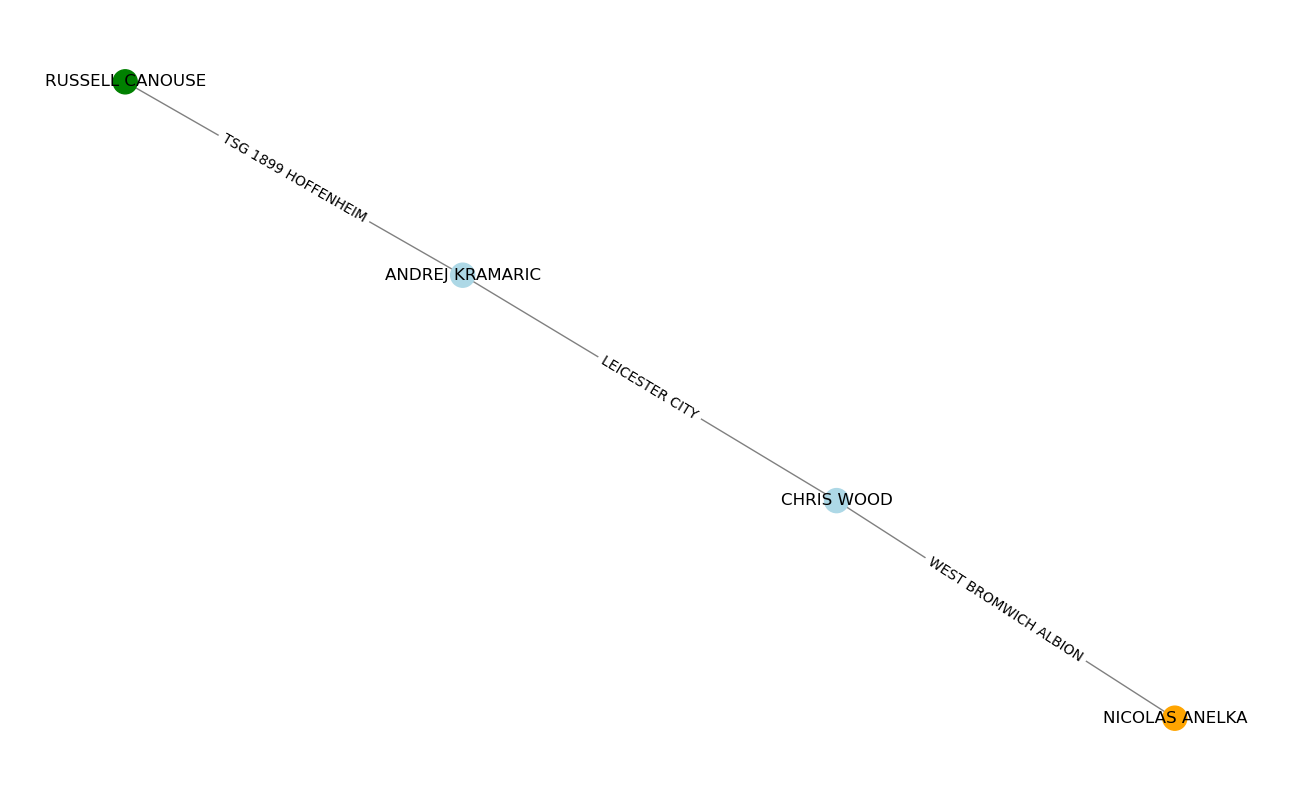 RUSSELL CANOUSE
TSG 1899 HOFFENHEIM
ANDREJ KRAMARIC
LEICESTER CITY
CHRIS WOOD
WEST BROMWICH ALBION
NICOLAS ANELKA